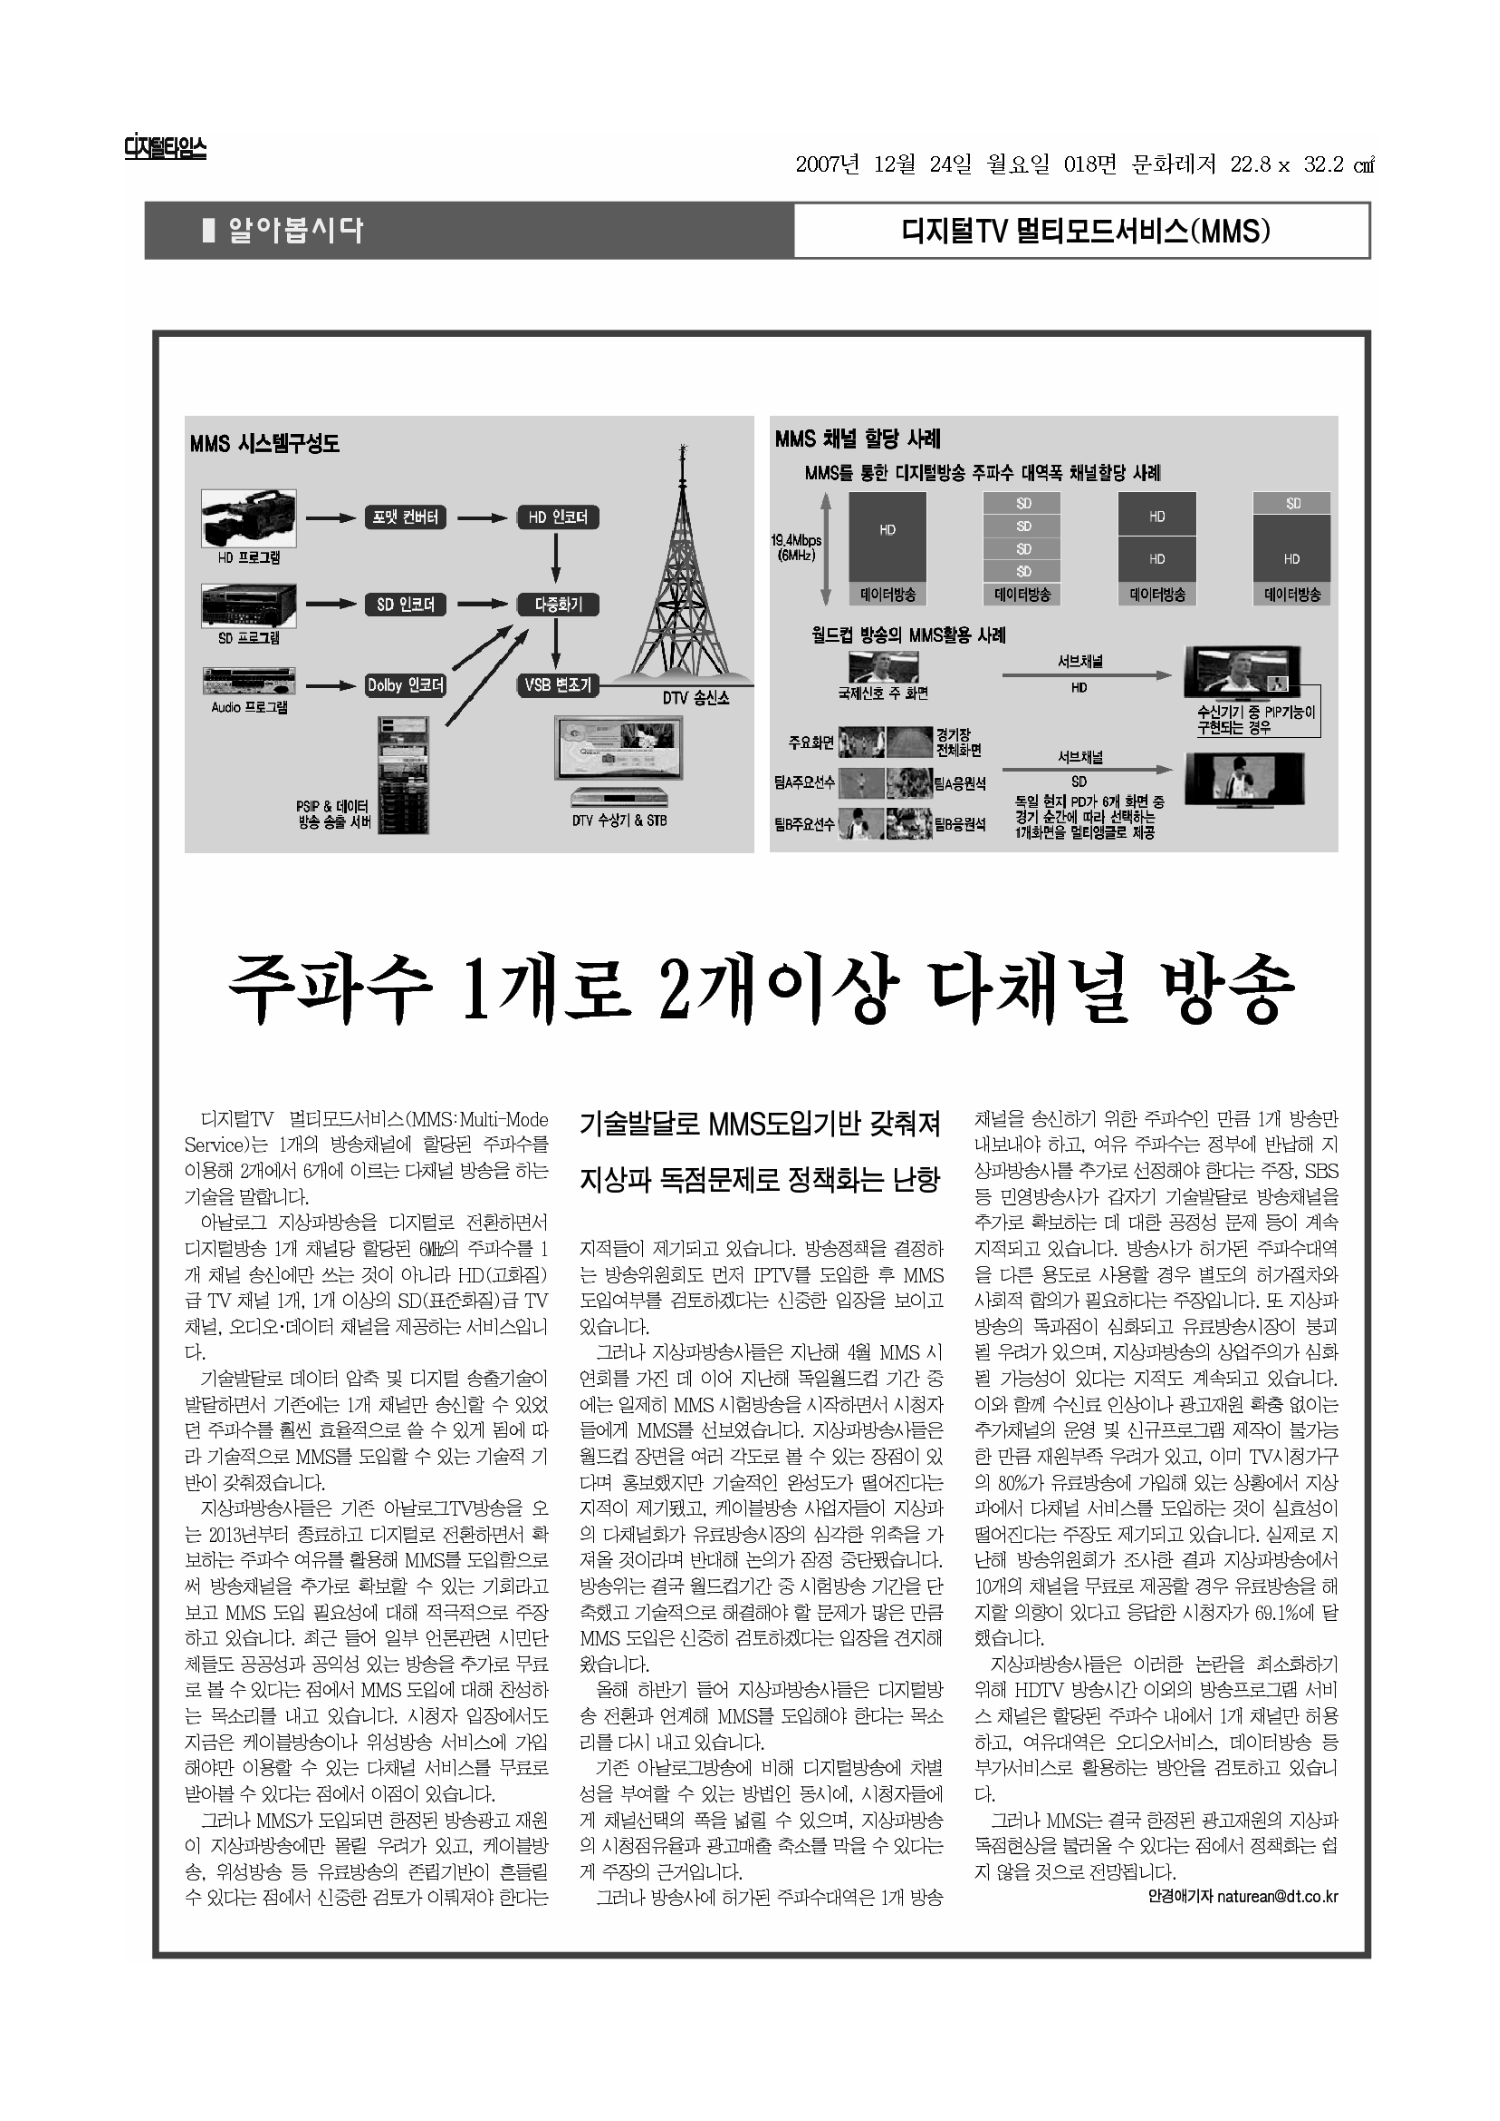 디지털타임스
2007년 12월 24일 월요일 018면 문화레저 22.8 x 32.2 ㎠
알아봅시다
디지털TV 멀티모드서비스(MMS)
MMS 시스템구성도
HD 프로그램
포맷 컨버터
HD 인코더
SD 프로그램
SD 인코더
다중화기
Audio 프로그램
Dolby 인코더
VSB 변조기
DTV 송신소
PSIP & 데이터
방송 송출 서버
DTV 수상기 & STB
MMS 채널 할당 사례
MMS를 통한 디지털방송 주파수 대역폭 채널할당 사례
19.4Mbps
(6MHz)
HD
데이터방송
SD
SD
SD
SD
데이터방송
HD
HD
데이터방송
SD
HD
데이터방송
월드컵 방송의 MMS활용 사례
국제신호 주 화면
서브채널
HD
수신기기 중 PIP기능이
구현되는 경우
주요화면
경기장
전체화면
팀A주요선수
팀A응원석
팀B주요선수
팀B응원석
서브채널
SD
독일 현지 PD가 6개 화면 중
경기 순간에 따라 선택하는
1개화면을 멀티앵글로 제공
주파수 1개로 2개이상 다채널 방송
디지털TV 멀티모드서비스(MMS:Multi-Mode
Service)는 1개의 방송채널에 할당된 주파수를
이용해 2개에서 6개에 이르는 다채널 방송을 하는
기술을 말합니다.
아날로그 지상파방송을 디지털로 전환하면서
디지털방송 1개 채널당 할당된 6㎒의 주파수를 1
개 채널 송신에만 쓰는 것이 아니라 HD(고화질)
급 TV 채널 1개, 1개 이상의 SD(표준화질)급 TV
채널, 오디오·데이터 채널을 제공하는 서비스입니
다.
기술발달로 데이터 압축 및 디지털 송출기술이
발달하면서 기존에는 1개 채널만 송신할 수 있었
던 주파수를 훨씬 효율적으로 쓸 수 있게 됨에 따
라 기술적으로 MMS를 도입할 수 있는 기술적 기
반이 갖춰졌습니다.
지상파방송사들은 기존 아날로그TV방송을 오
는 2013년부터 종료하고 디지털로 전환하면서 확
보하는 주파수 여유를 활용해 MMS를 도입함으로
써 방송채널을 추가로 확보할 수 있는 기회라고
보고 MMS 도입 필요성에 대해 적극적으로 주장
하고 있습니다. 최근 들어 일부 언론관련 시민단
체들도 공공성과 공익성 있는 방송을 추가로 무료
로 볼 수 있다는 점에서 MMS 도입에 대해 찬성하
는 목소리를 내고 있습니다. 시청자 입장에서도
지금은 케이블방송이나 위성방송 서비스에 가입
해야만 이용할 수 있는 다채널 서비스를 무료로
받아볼 수 있다는 점에서 이점이 있습니다.
그러나 MMS가 도입되면 한정된 방송광고 재원
이 지상파방송에만 몰릴 우려가 있고, 케이블방
송, 위성방송 등 유료방송의 존립기반이 흔들릴
수 있다는 점에서 신중한 검토가 이뤄져야 한다는
기술발달로 MMS도입기반 갖춰져
지상파 독점문제로 정책화는 난항
지적들이 제기되고 있습니다. 방송정책을 결정하
는 방송위원회도 먼저 IPTV를 도입한 후 MMS
도입여부를 검토하겠다는 신중한 입장을 보이고
있습니다.
그러나 지상파방송사들은 지난해 4월 MMS 시
연회를 가진 데 이어 지난해 독일월드컵 기간 중
에는 일제히 MMS 시험방송을 시작하면서 시청자
들에게 MMS를 선보였습니다. 지상파방송사들은
월드컵 장면을 여러 각도로 볼 수 있는 장점이 있
다며 홍보했지만 기술적인 완성도가 떨어진다는
지적이 제기됐고, 케이블방송 사업자들이 지상파
의 다채널화가 유료방송시장의 심각한 위축을 가
져올 것이라며 반대해 논의가 잠정 중단됐습니다.
방송위는 결국 월드컵기간 중 시험방송 기간을 단
축했고 기술적으로 해결해야 할 문제가 많은 만큼
MMS 도입은 신중히 검토하겠다는 입장을 견지해
왔습니다.
올해 하반기 들어 지상파방송사들은 디지털방
송 전환과 연계해 MMS를 도입해야 한다는 목소
리를 다시 내고 있습니다.
기존 아날로그방송에 비해 디지털방송에 차별
성을 부여할 수 있는 방법인 동시에, 시청자들에
게 채널선택의 폭을 넓힐 수 있으며, 지상파방송
의 시청점유율과 광고매출 축소를 막을 수 있다는
게 주장의 근거입니다.
그러나 방송사에 허가된 주파수대역은 1개 방송
채널을 송신하기 위한 주파수인 만큼 1개 방송만
내보내야 하고, 여유 주파수는 정부에 반납해 지
상파방송사를 추가로 선정해야 한다는 주장, SBS
등 민영방송사가 갑자기 기술발달로 방송채널을
추가로 확보하는 데 대한 공정성 문제 등이 계속
지적되고 있습니다. 방송사가 허가된 주파수대역
을 다른 용도로 사용할 경우 별도의 허가절차와
사회적 합의가 필요하다는 주장입니다. 또 지상파
방송의 독과점이 심화되고 유료방송시장이 붕괴
될 우려가 있으며, 지상파방송의 상업주의가 심화
될 가능성이 있다는 지적도 계속되고 있습니다.
이와 함께 수신료 인상이나 광고재원 확충 없이는
추가채널의 운영 및 신규프로그램 제작이 불가능
한 만큼 재원부족 우려가 있고, 이미 TV시청가구
의 80%가 유료방송에 가입해 있는 상황에서 지상
파에서 다채널 서비스를 도입하는 것이 실효성이
떨어진다는 주장도 제기되고 있습니다. 실제로 지
난해 방송위원회가 조사한 결과 지상파방송에서
10개의 채널을 무료로 제공할 경우 유료방송을 해
지할 의향이 있다고 응답한 시청자가 69.1%에 달
했습니다.
지상파방송사들은 이러한 논란을 최소화하기
위해 HDTV 방송시간 이외의 방송프로그램 서비
스 채널은 할당된 주파수 내에서 1개 채널만 허용
하고, 여유대역은 오디오서비스, 데이터방송 등
부가서비스로 활용하는 방안을 검토하고 있습니
다.
그러나 MMS는 결국 한정된 광고재원의 지상파
독점현상을 불러올 수 있다는 점에서 정책화는 쉽
지 않을 것으로 전망됩니다.
안경애기자 naturean@dt.co.kr